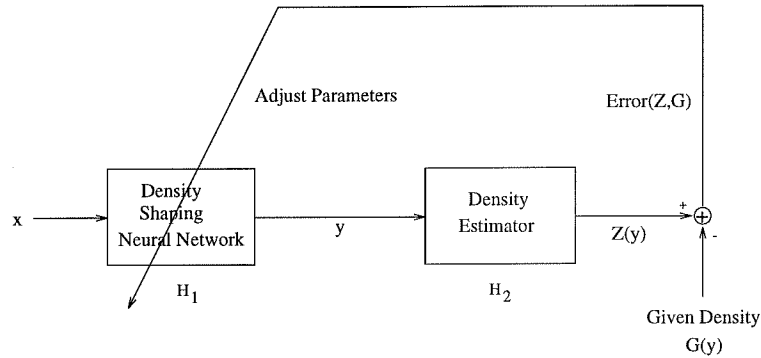 Adjust Parameters
Error(Z,G)
x
Density
Shaping
Neural Network
H1
y
Density
Estimator
H2
Z(y)
+
-
Given Density
G(y)